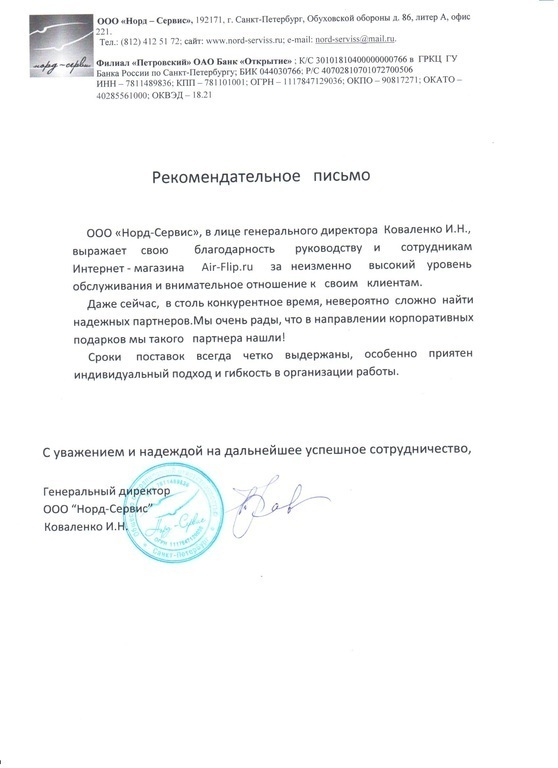 норд-сервис
ООО «Норд – Сервис», 192171, г. Санкт-Петербург, Обуховской обороны д. 86, литер А, офис
221.
Тел.: (812) 412 51 72; сайт: www.nord-serviss.ru; e-mail: nord-serviss@mail.ru.
Филиал «Петровский» ОАО Банк «Открытие» ; К/С 30101810400000000766 в ГРКЦ ГУ
Банка России по Санкт-Петербургу; БИК 044030766; Р/С 40702810701072700506
ИНН – 7811489836; КПП – 781101001; ОГРН – 1117847129036; ОКПО – 90817271; ОКАТО –
40285561000; ОКВЭД – 18.21
Рекомендательное письмо
ООО «Норд-Сервис», в лице генерального директора Коваленко И.Н.,
выражает свою благодарность руководству и сотрудникам
Интернет - магазина Air-Flip.ru за неизменно высокий уровень
обслуживания и внимательное отношение к своим клиентам.
Даже сейчас, в столь конкурентное время, невероятно сложно найти
надежных партнеров.Мы очень рады, что в направлении корпоративных
подарков мы такого партнера нашли!
Сроки поставок всегда четко выдержаны, особенно приятен
индивидуальный подход и гибкость в организации работы.
С уважением и надеждой на дальнейшее успешное сотрудничество,
Генеральный директор
ООО "Норд-Сервис"
Коваленко И.Н.
Норд-Сервис
Санкт-Петербург